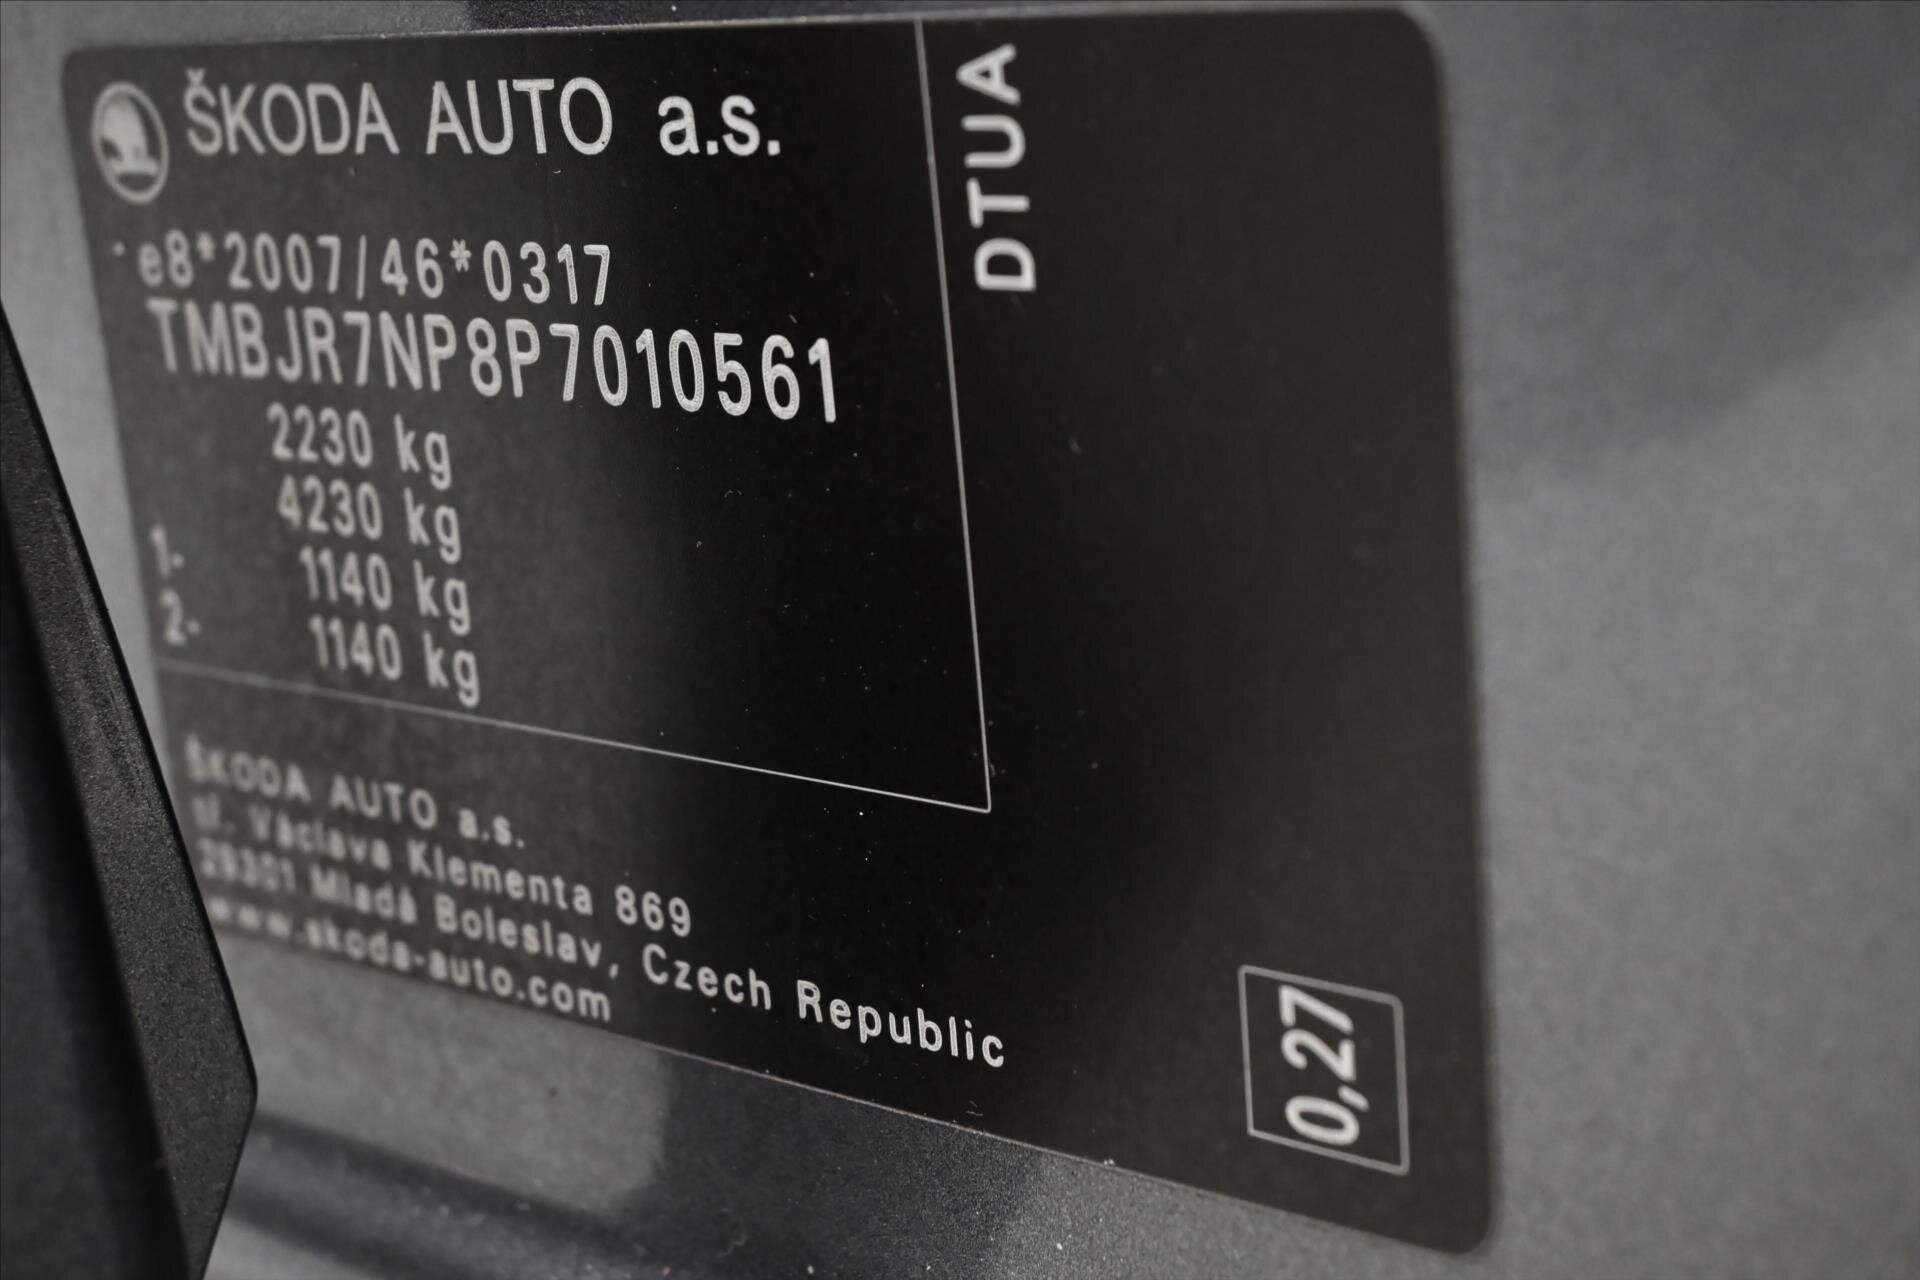 ŠKODA AUTO a.s.
e8*2007/46*0317
TMBJR7NP8P7010561
2230 kg
4230 kg
1. 1140 kg
2. 1140 kg
DTUA
ŠKODA AUTO a.s.
tř. Václava Klementa 869
29301 Mladá Boleslav, Czech Republic
www.skoda-auto.com
0,27